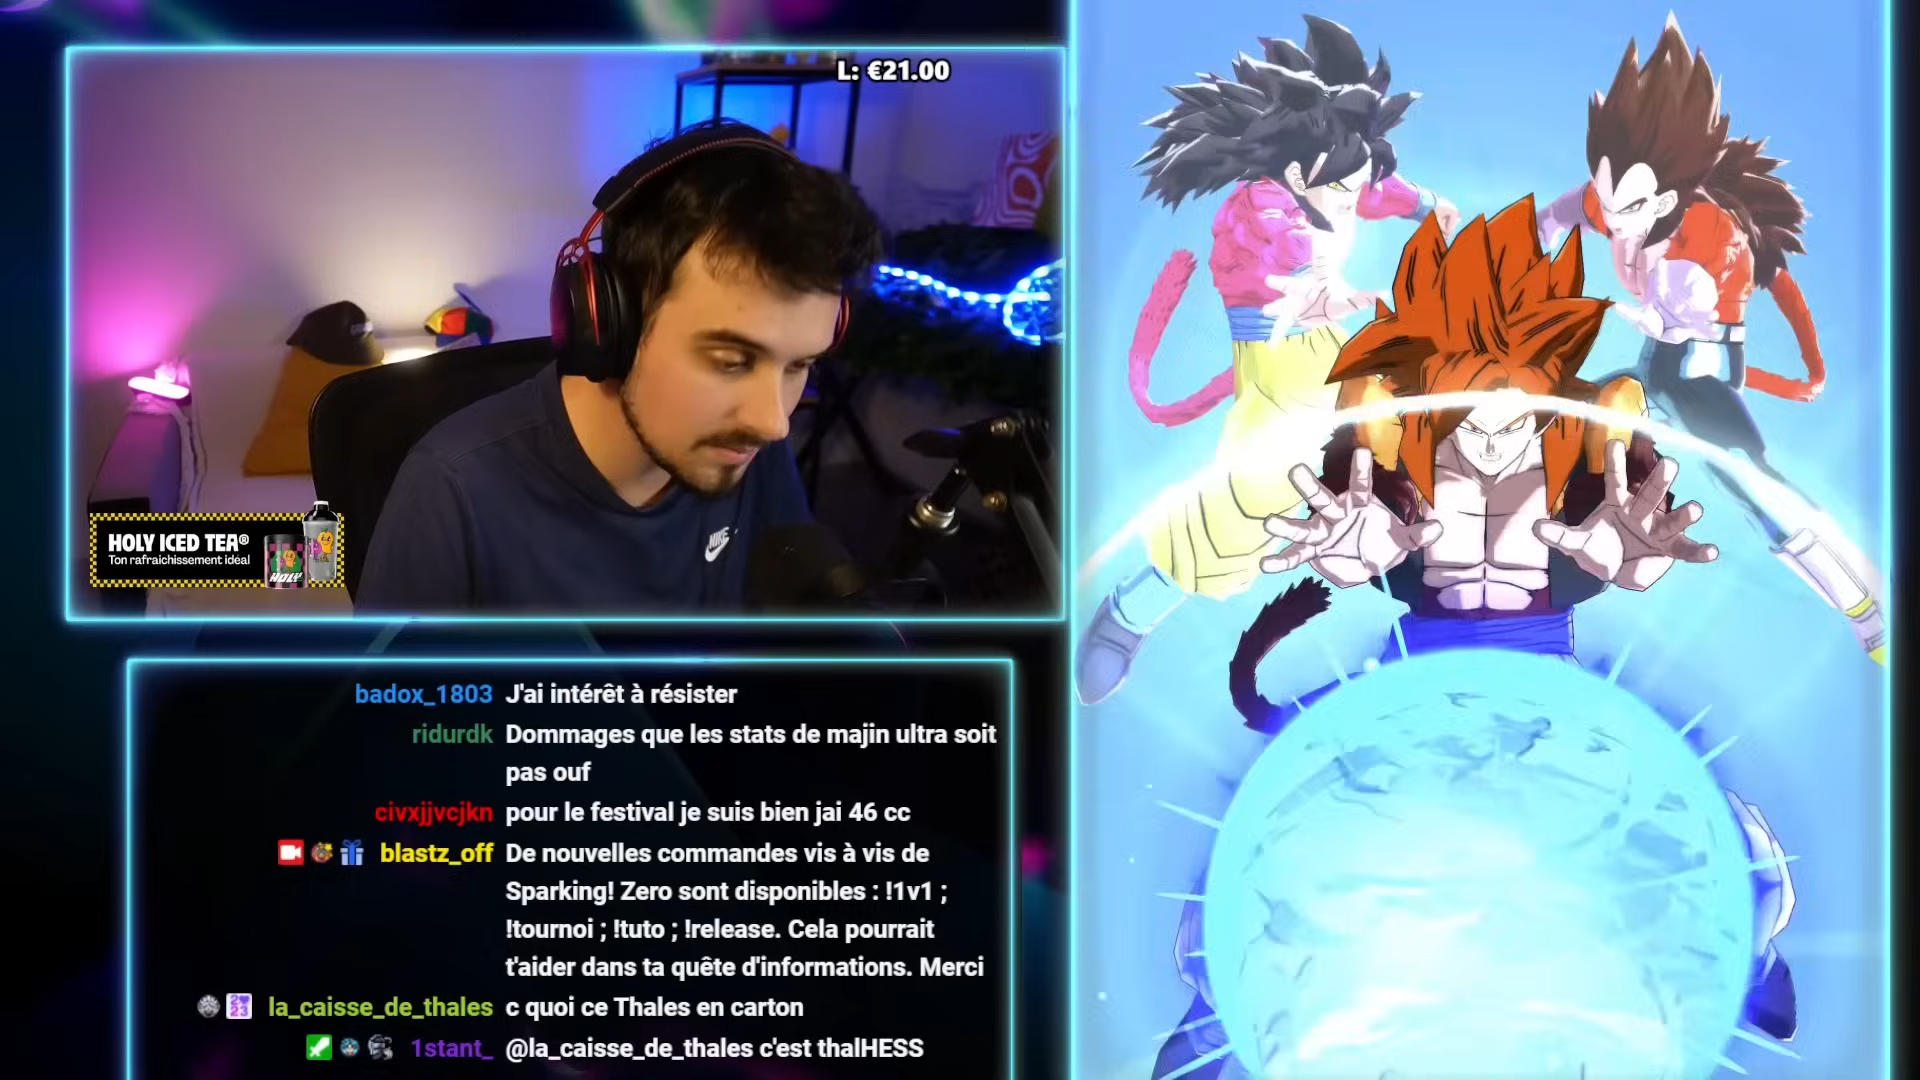 L: €21.00
HOLY ICED TEA®
Ton rafraichissement idéal
HOLY
NIKE
badox_1803 J'ai intérêt à résister
ridurdk Dommages que les stats de majin ultra soit
pas ouf
civxjjvcjkn pour le festival je suis bien jai 46 cc
blastz_off De nouvelles commandes vis à vis de
Sparking! Zero sont disponibles : !1v1 ;
!tournoi ; !tuto ; !release. Cela pourrait
t'aider dans ta quête d'informations. Merci
la_caisse_de_thales c quoi ce Thales en carton
1stant_ @la_caisse_de_thales c'est thalHESS